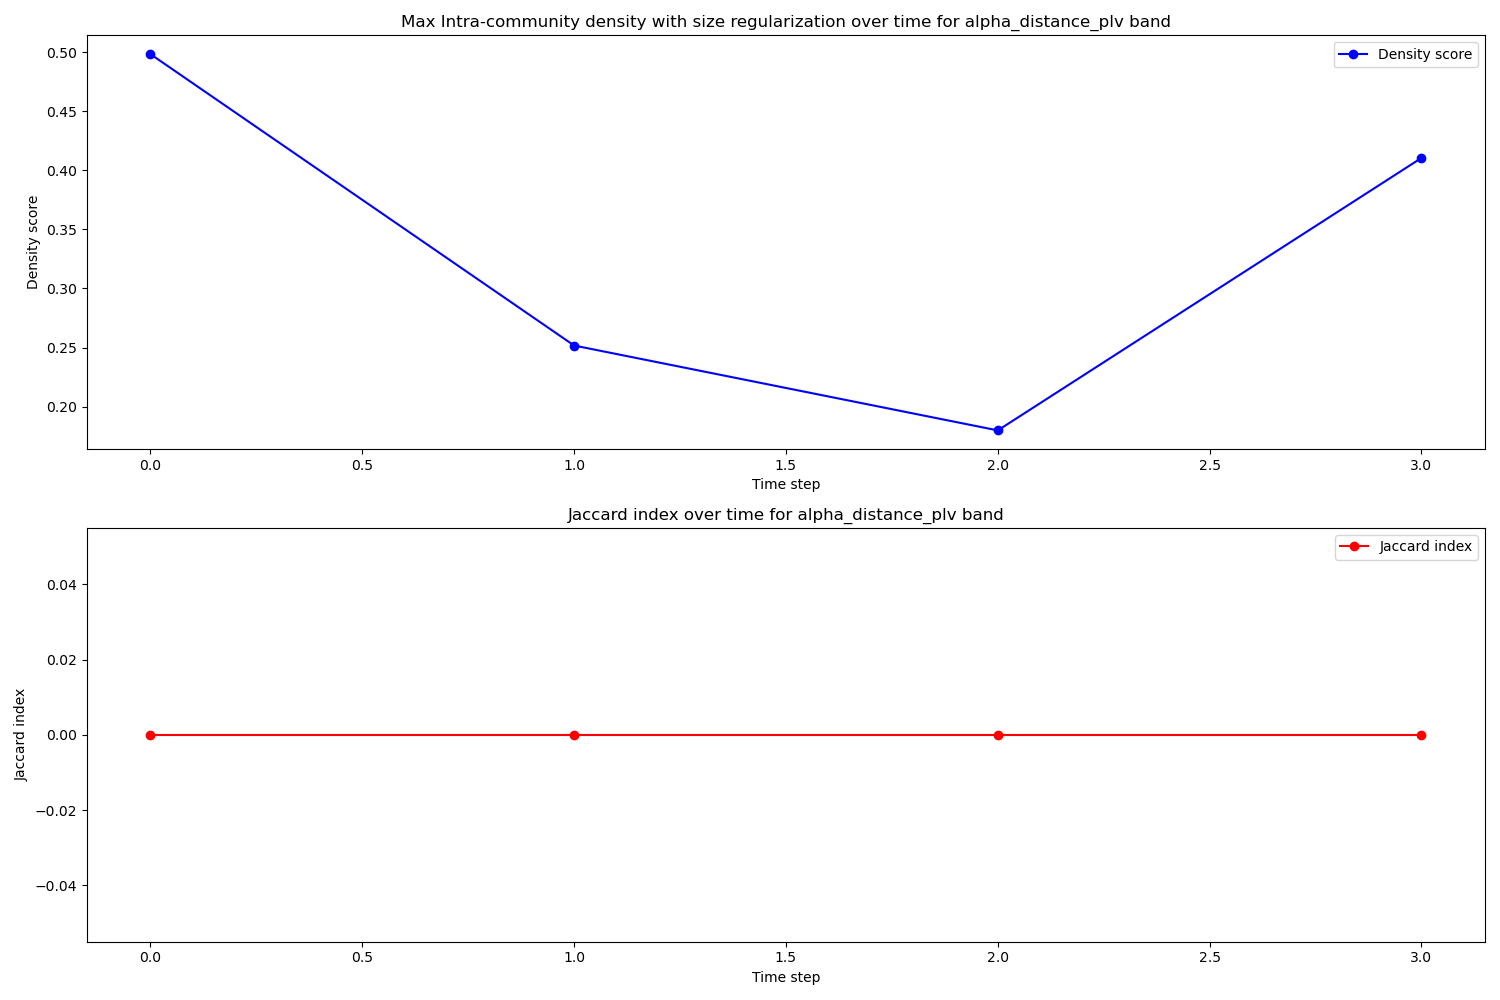 Max Intra-community density with size regularization over time for alpha_distance_plv band
Density score
0.50
0.45
0.40
0.35
0.30
0.25
0.20
Density score
0.0 0.5 1.0 1.5 2.0 2.5 3.0
Time step
Jaccard index over time for alpha_distance_plv band
Jaccard index
0.04
0.02
0.00
−0.02
−0.04
Jaccard index
0.0 0.5 1.0 1.5 2.0 2.5 3.0
Time step